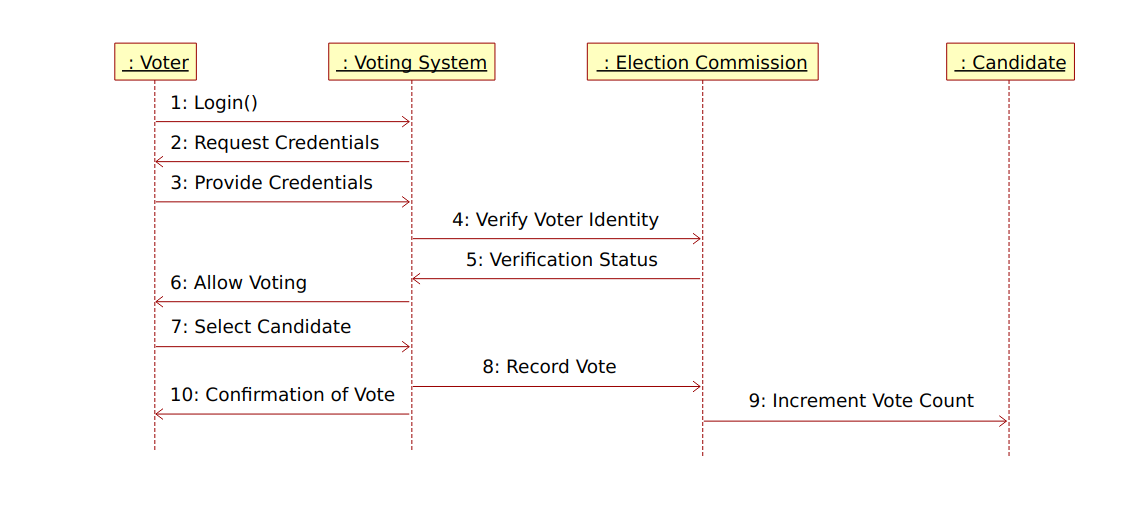 : Voter
: Voting System
: Election Commission
: Candidate
1: Login()
2: Request Credentials
3: Provide Credentials
4: Verify Voter Identity
5: Verification Status
6: Allow Voting
7: Select Candidate
8: Record Vote
10: Confirmation of Vote
9: Increment Vote Count